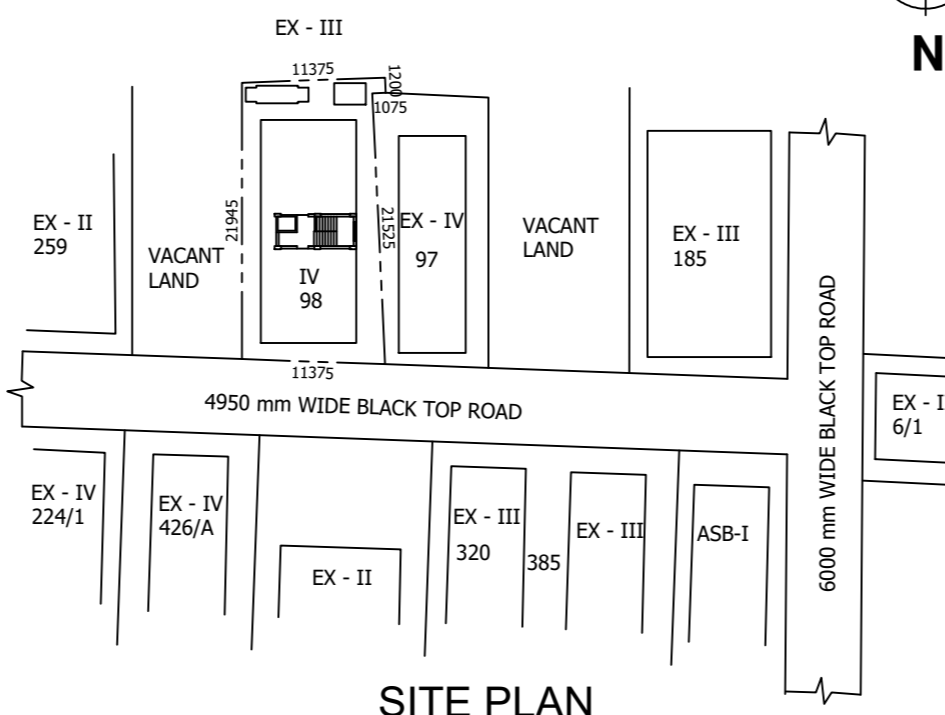 EX - III
N
11375
1200
1075
21945
21525
EX - II
259
VACANT
LAND
IV
98
EX - IV
97
VACANT
LAND
EX - III
185
11375
4950 mm WIDE BLACK TOP ROAD
6000 mm WIDE BLACK TOP ROAD
6/1
EX - IV
224/1
EX - IV
426/A
EX - II
EX - III
320
385
EX - III
ASB-I
SITE PLAN